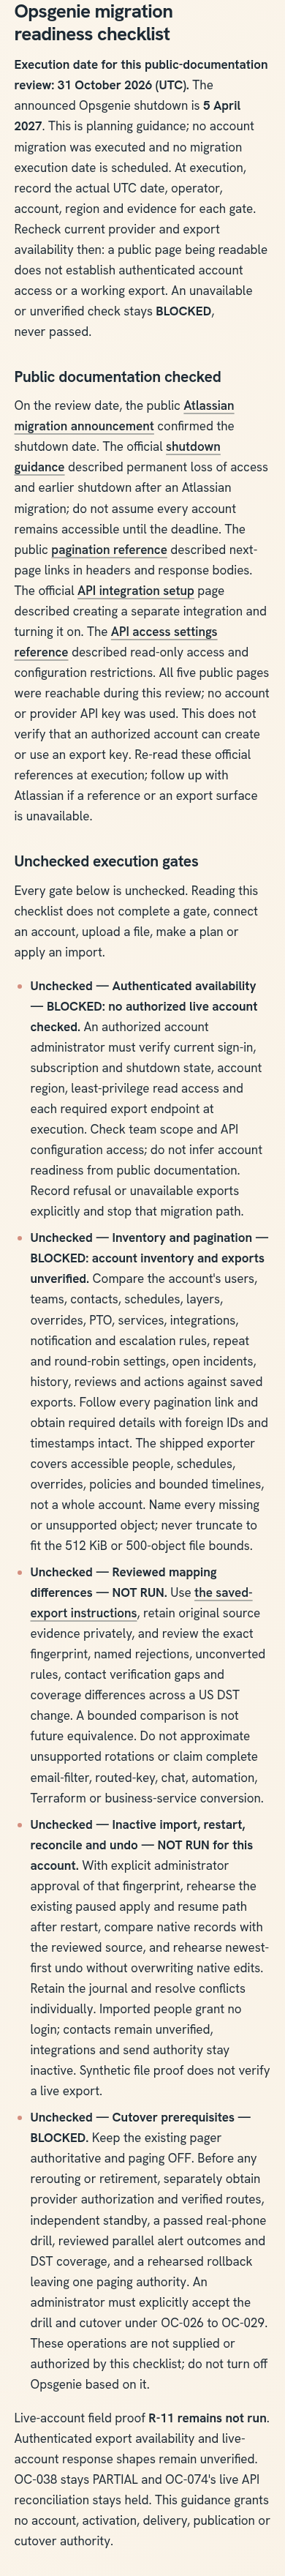 Opsgenie migration
readiness checklist
Execution date for this public-documentation
review: 31 October 2026 (UTC). The
announced Opsgenie shutdown is 5 April
2027. This is planning guidance; no account
migration was executed and no migration
execution date is scheduled. At execution,
record the actual UTC date, operator,
account, region and evidence for each gate.
Recheck current provider and export
availability then: a public page being readable
does not establish authenticated account
access or a working export. An unavailable
or unverified check stays BLOCKED,
never passed.
Public documentation checked
On the review date, the public Atlassian
migration announcement confirmed the
shutdown date. The official shutdown
guidance described permanent loss of access
and earlier shutdown after an Atlassian
migration; do not assume every account
remains accessible until the deadline. The
public pagination reference described next-
page links in headers and response bodies.
The official API integration setup page
described creating a separate integration and
turning it on. The API access settings
reference described read-only access and
configuration restrictions. All five public pages
were reachable during this review; no account
or provider API key was used. This does not
verify that an authorized account can create
or use an export key. Re-read these official
references at execution; follow up with
Atlassian if a reference or an export surface
is unavailable.
Unchecked execution gates
Every gate below is unchecked. Reading this
checklist does not complete a gate, connect
an account, upload a file, make a plan or
apply an import.
• Unchecked — Authenticated availability
— BLOCKED: no authorized live account
checked. An authorized account
administrator must verify current sign-in,
subscription and shutdown state, account
region, least-privilege read access and
each required export endpoint at
execution. Check team scope and API
configuration access; do not infer account
readiness from public documentation.
Record refusal or unavailable exports
explicitly and stop that migration path.
• Unchecked — Inventory and pagination —
BLOCKED: account inventory and exports
unverified. Compare the account's users,
teams, contacts, schedules, layers,
overrides, PTO, services, integrations,
notification and escalation rules, repeat
and round-robin settings, open incidents,
history, reviews and actions against saved
exports. Follow every pagination link and
obtain required details with foreign IDs and
timestamps intact. The shipped exporter
covers accessible people, schedules,
overrides, policies and bounded timelines,
not a whole account. Name every missing
or unsupported object; never truncate to
fit the 512 KiB or 500-object file bounds.
• Unchecked — Reviewed mapping
differences — NOT RUN. Use the saved-
export instructions, retain original source
evidence privately, and review the exact
fingerprint, named rejections, unconverted
rules, contact verification gaps and
coverage differences across a US DST
change. A bounded comparison is not
future equivalence. Do not approximate
unsupported rotations or claim complete
email-filter, routed-key, chat, automation,
Terraform or business-service conversion.
• Unchecked — Inactive import, restart,
reconcile and undo — NOT RUN for this
account. With explicit administrator
approval of that fingerprint, rehearse the
existing paused apply and resume path
after restart, compare native records with
the reviewed source, and rehearse newest-
first undo without overwriting native edits.
Retain the journal and resolve conflicts
individually. Imported people grant no
login; contacts remain unverified,
integrations and send authority stay
inactive. Synthetic file proof does not verify
a live export.
• Unchecked — Cutover prerequisites —
BLOCKED. Keep the existing pager
authoritative and paging OFF. Before any
rerouting or retirement, separately obtain
provider authorization and verified routes,
independent standby, a passed real-phone
drill, reviewed parallel alert outcomes and
DST coverage, and a rehearsed rollback
leaving one paging authority. An
administrator must explicitly accept the
drill and cutover under OC-026 to OC-029.
These operations are not supplied or
authorized by this checklist; do not turn off
Opsgenie based on it.
Live-account field proof R-11 remains not run.
Authenticated export availability and live-
account response shapes remain unverified.
OC-038 stays PARTIAL and OC-074's live API
reconciliation stays held. This guidance grants
no account, activation, delivery, publication or
cutover authority.